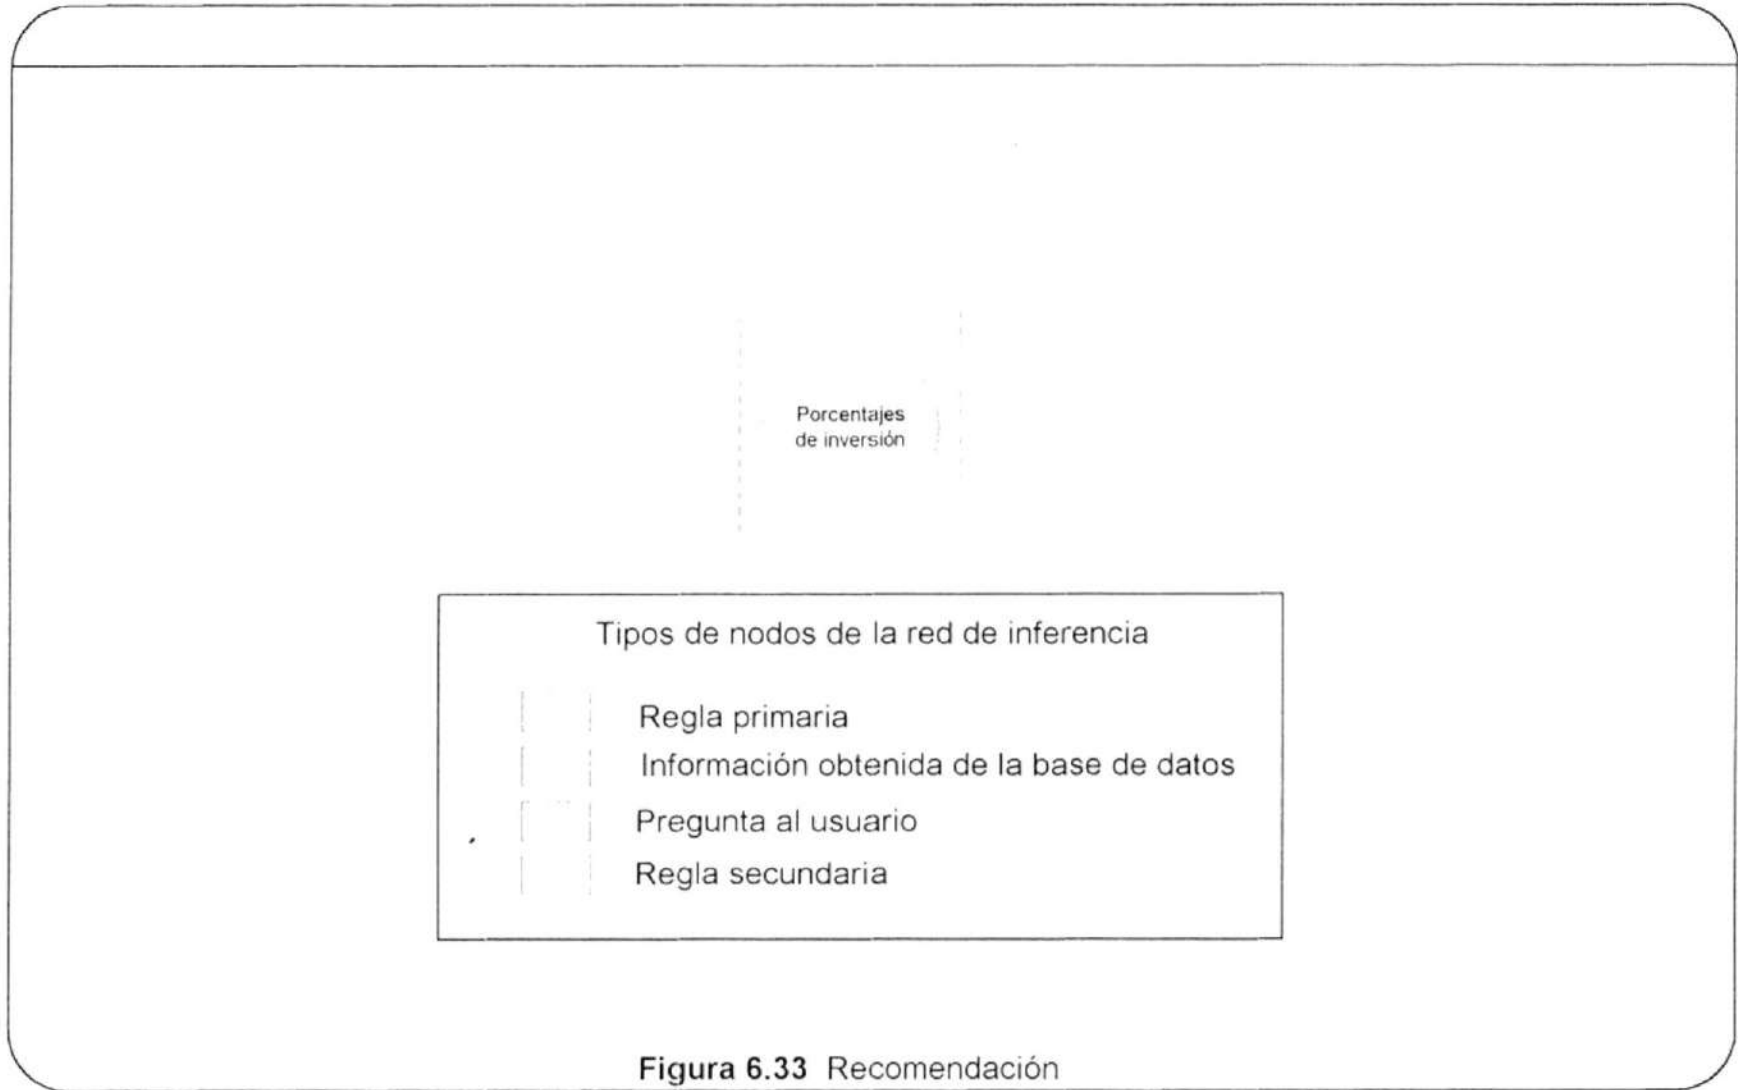 Porcentajes
de inversión
Tipos de nodos de la red de inferencia
Regla primaria
Información obtenida de la base de datos
Pregunta al usuario
Regla secundaria
Figura 6.33 Recomendación